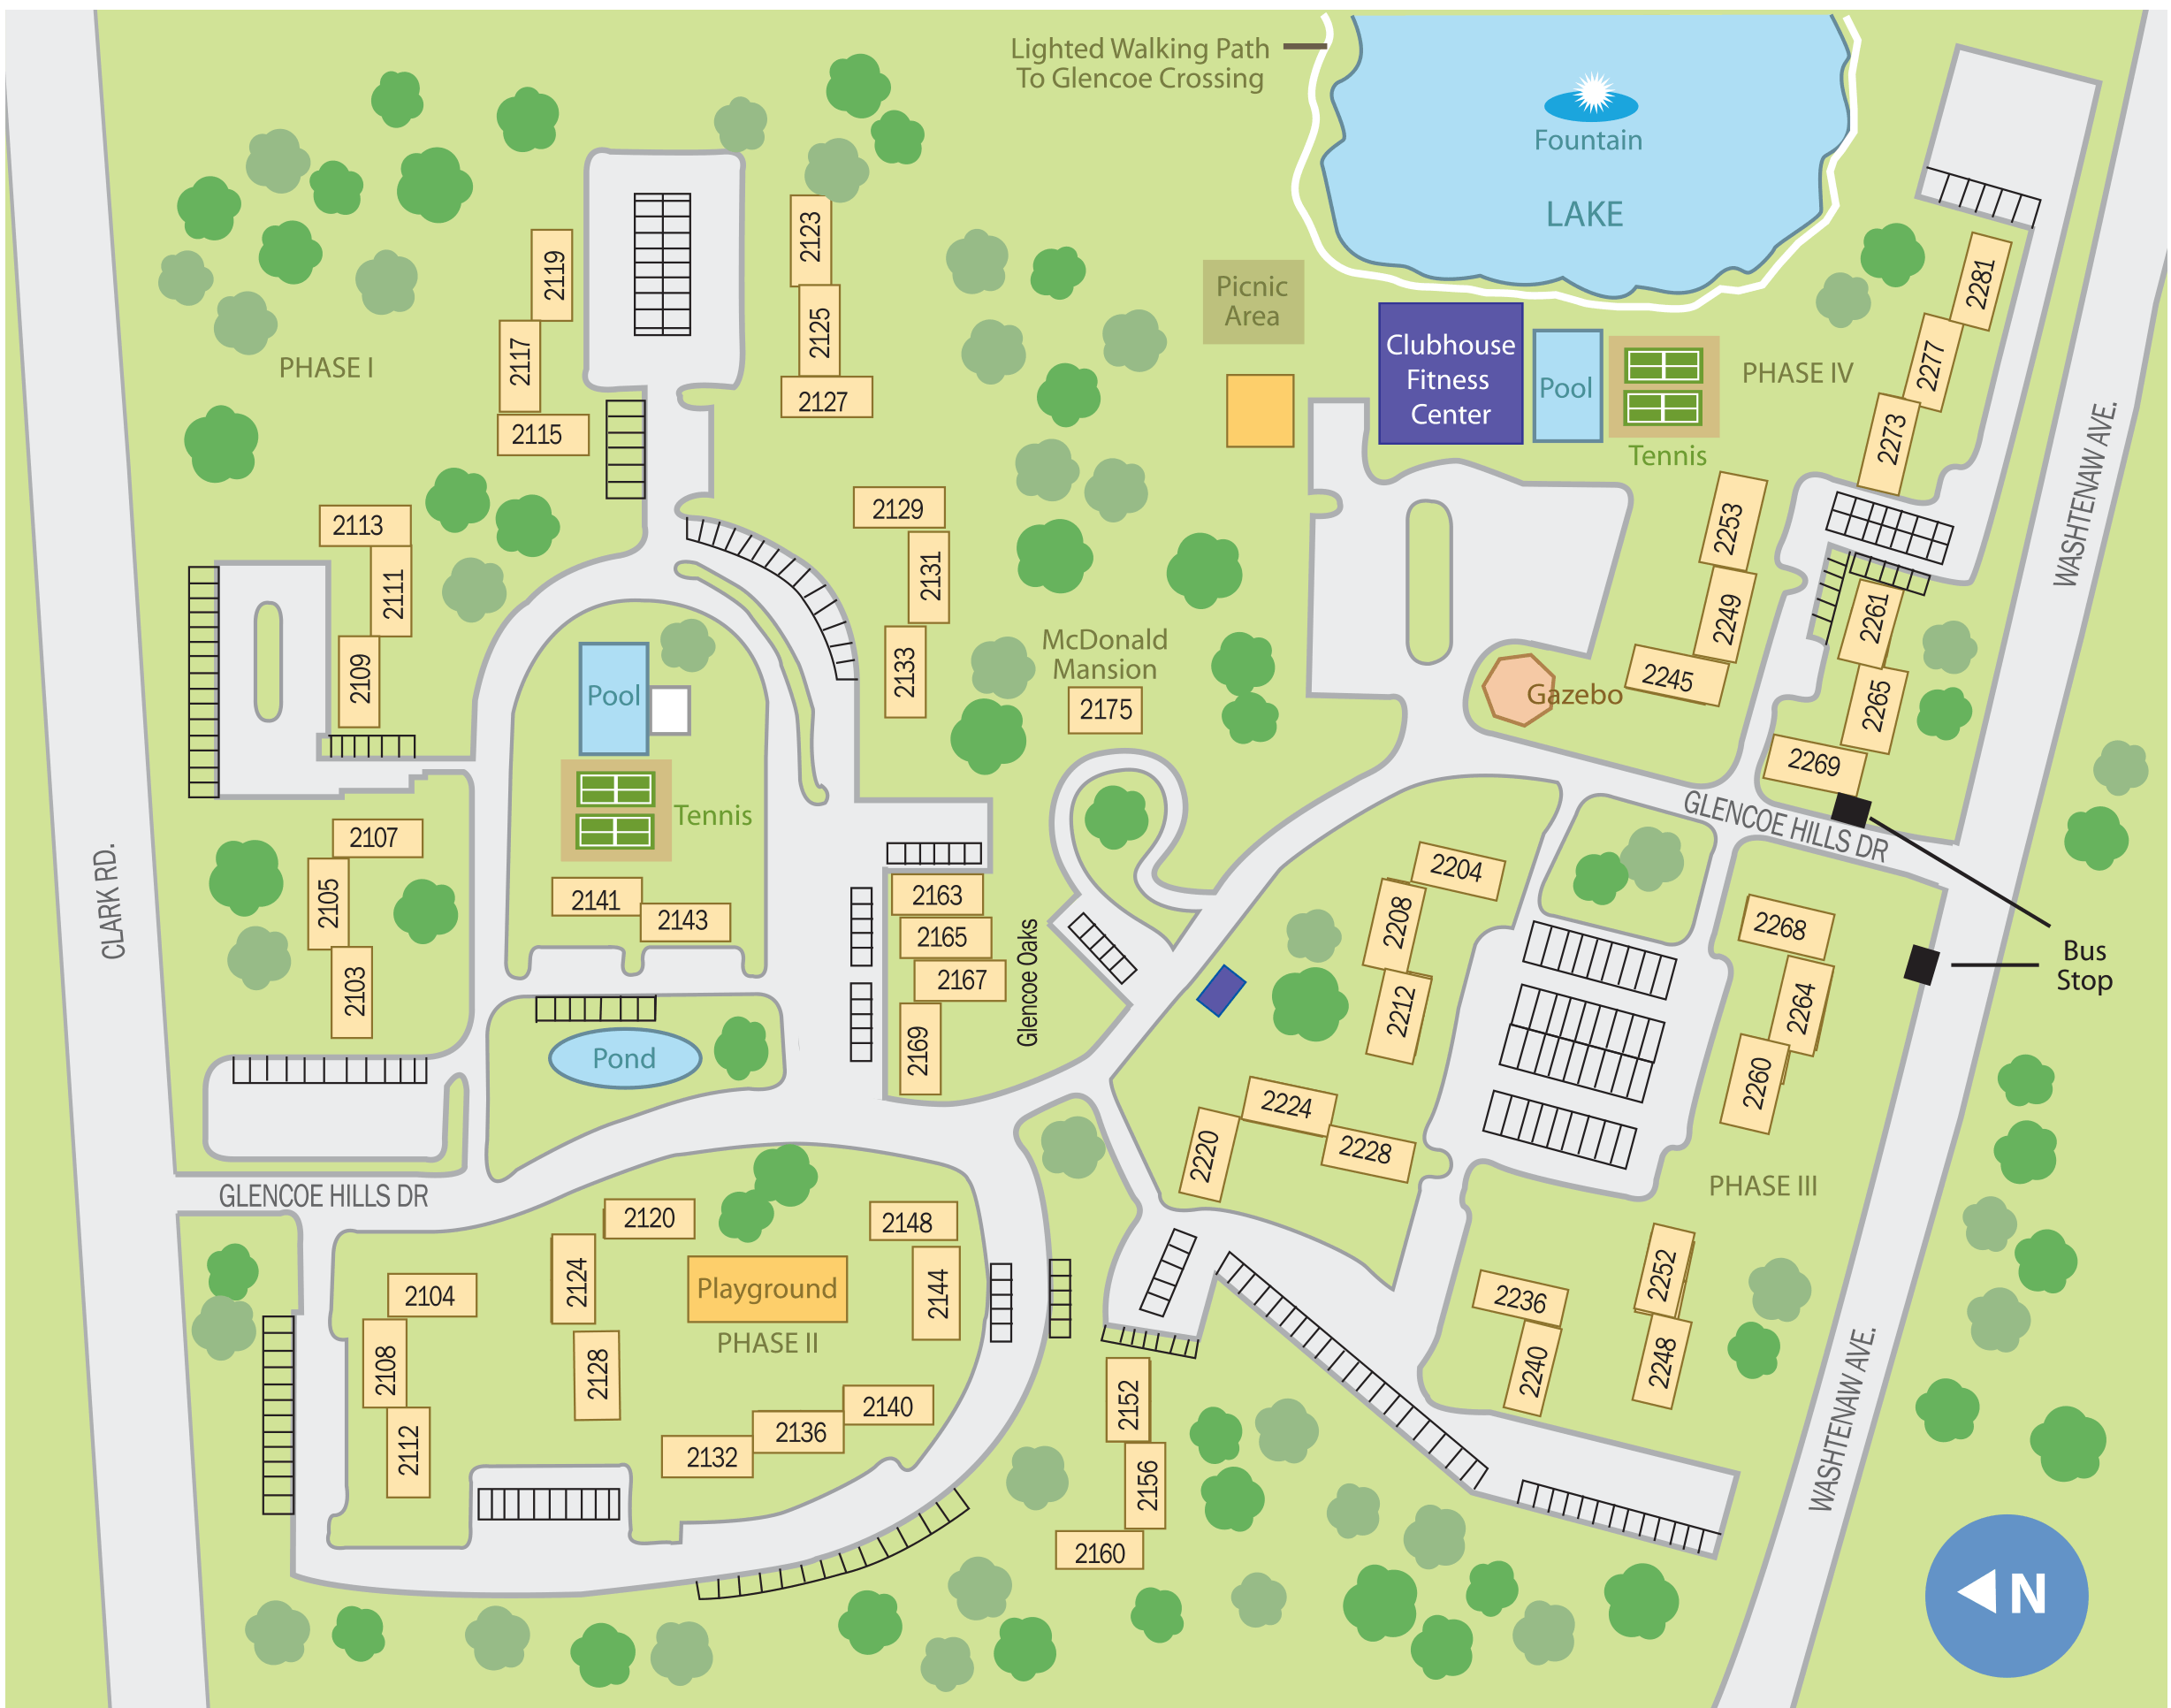 Lighted Walking Path
To Glencoe Crossing
Fountain
LAKE
2123
2119
2125
2117
2127
2115
PHASE I
Picnic
Area
Clubhouse
Fitness
Center
Pool
Tennis
PHASE IV
2281
2277
2273
WASHTENAW AVE.
2113
2111
2109
2129
2131
2133
McDonald
Mansion
2175
2253
2249
2245
Gazebo
2261
2265
2269
Pool
Tennis
GLENCOE HILLS DR
CLARK RD.
2107
2105
2103
2141
2143
2163
2165
2167
2169
Glencoe Oaks
2204
2208
2212
2268
2264
2260
Bus
Stop
Pond
2224
2220
2228
PHASE III
GLENCOE HILLS DR
2120
2124
2128
2148
2144
Playground
PHASE II
2104
2108
2112
2140
2136
2132
2152
2156
2160
2236
2240
2252
2248
WASHTENAW AVE.
N